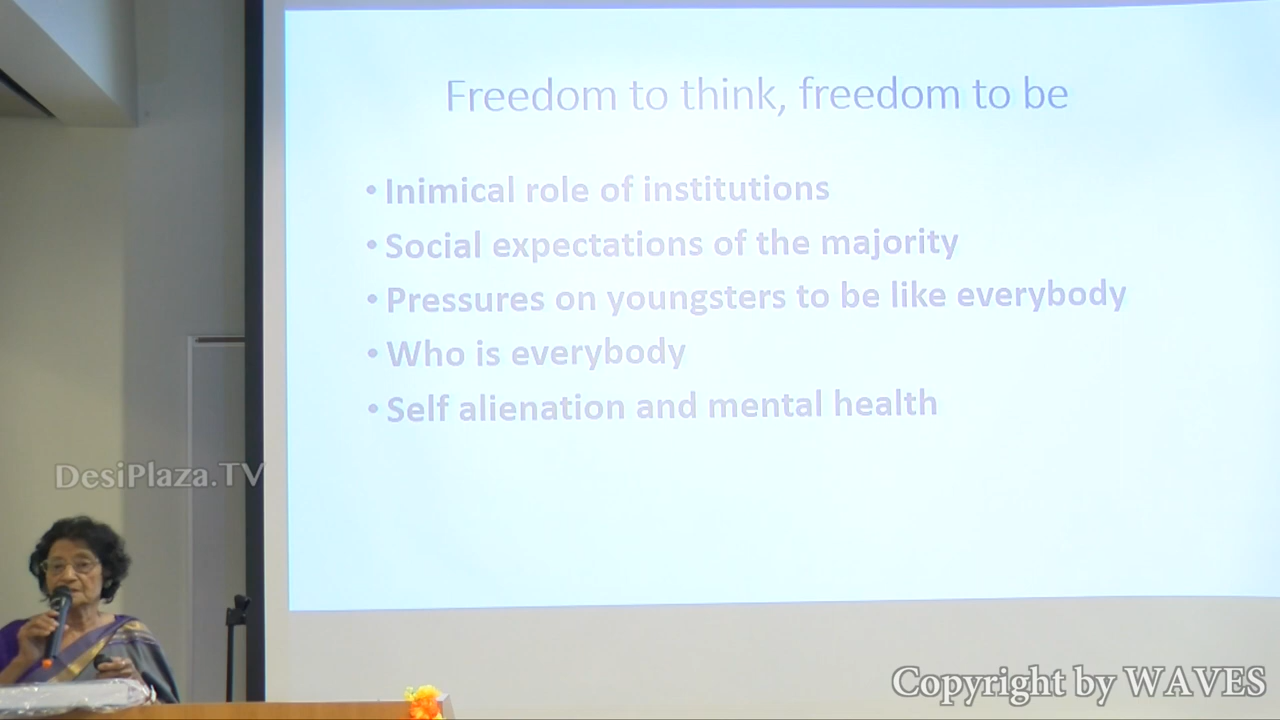 Freedom to think, freedom to be
• Inimical role of institutions
• Social expectations of the majority
• Pressures on youngsters to be like everybody
• Who is everybody
• Self alienation and mental health
DesiPlaza.TV
Copyright by WAVES